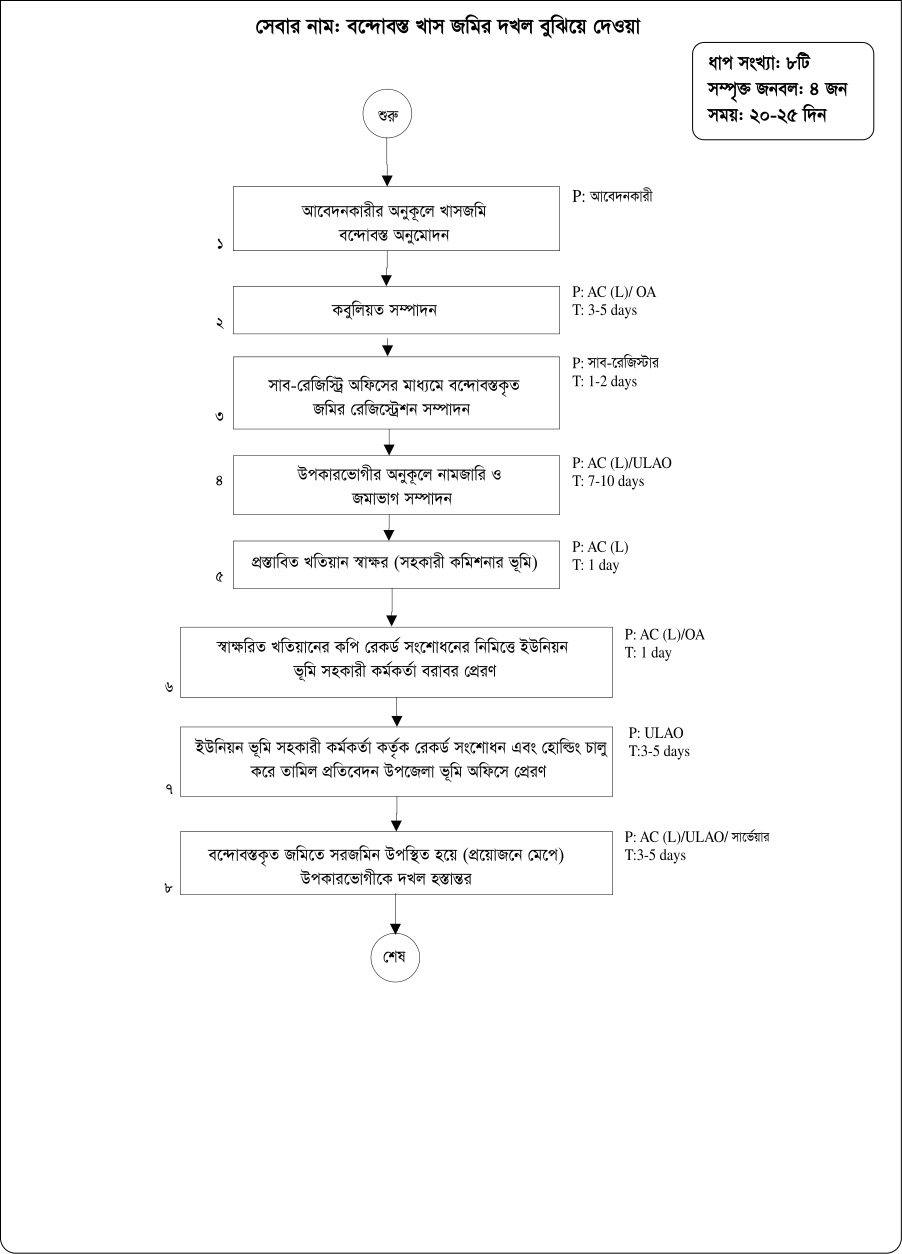 সেবার নাম: বন্দোবস্ত খাস জমির দখল বুঝিয়ে দেওয়া
ধাপ সংখ্যা: ৮টি
সম্পৃক্ত জনবল: ৪ জন
সময়: ২০-২৫ দিন
শুরু
আবেদনকারীর অনুকূলে খাসজমি
বন্দোবস্ত অনুমোদন
১
P: আবেদনকারী
কবুলিয়ত সম্পাদন
২
P: AC (L)/ OA
T: 3-5 days
সাব-রেজিস্ট্রি অফিসের মাধ্যমে বন্দোবস্তকৃত
জমির রেজিস্ট্রেশন সম্পাদন
৩
P: সাব-রেজিস্টার
T: 1-2 days
উপকারভোগীর অনুকূলে নামজারি ও
জমাভাগ সম্পাদন
৪
P: AC (L)/ULAO
T: 7-10 days
প্রস্তাবিত খতিয়ান স্বাক্ষর (সহকারী কমিশনার ভূমি)
৫
P: AC (L)
T: 1 day
স্বাক্ষরিত খতিয়ানের কপি রেকর্ড সংশোধনের নিমিত্তে ইউনিয়ন
ভূমি সহকারী কর্মকর্তা বরাবর প্রেরণ
৬
P: AC (L)/OA
T: 1 day
ইউনিয়ন ভূমি সহকারী কর্মকর্তা কর্তৃক রেকর্ড সংশোধন এবং হোল্ডিং চালু
করে তামিল প্রতিবেদন উপজেলা ভূমি অফিসে প্রেরণ
৭
P: ULAO
T:3-5 days
বন্দোবস্তকৃত জমিতে সরজমিন উপস্থিত হয়ে (প্রয়োজনে মেপে)
উপকারভোগীকে দখল হস্তান্তর
৮
P: AC (L)/ULAO/ সার্ভেয়ার
T:3-5 days
শেষ